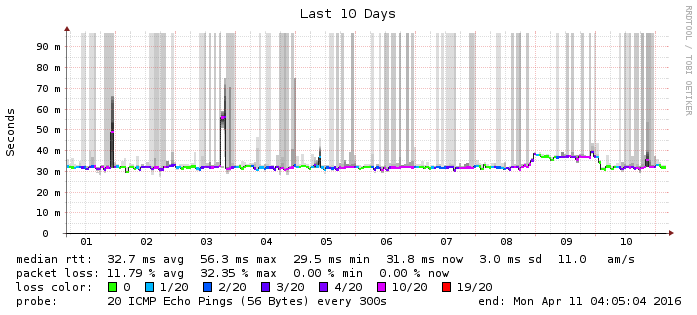 Last 10 Days
RRDTOOL / TOBI OETIKER
Seconds
90 m
80 m
70 m
60 m
50 m
40 m
30 m
20 m
10 m
0
01 02 03 04 05 06 07 08 09 10
median rtt: 32.7 ms avg 56.3 ms max 29.5 ms min 31.8 ms now 3.0 ms sd 11.0 am/s
packet loss: 11.79 % avg 32.35 % max 0.00 % min 0.00 % now
loss color: 0 1/20 2/20 3/20 4/20 10/20 19/20
probe: 20 ICMP Echo Pings (56 Bytes) every 300s end: Mon Apr 11 04:05:04 2016